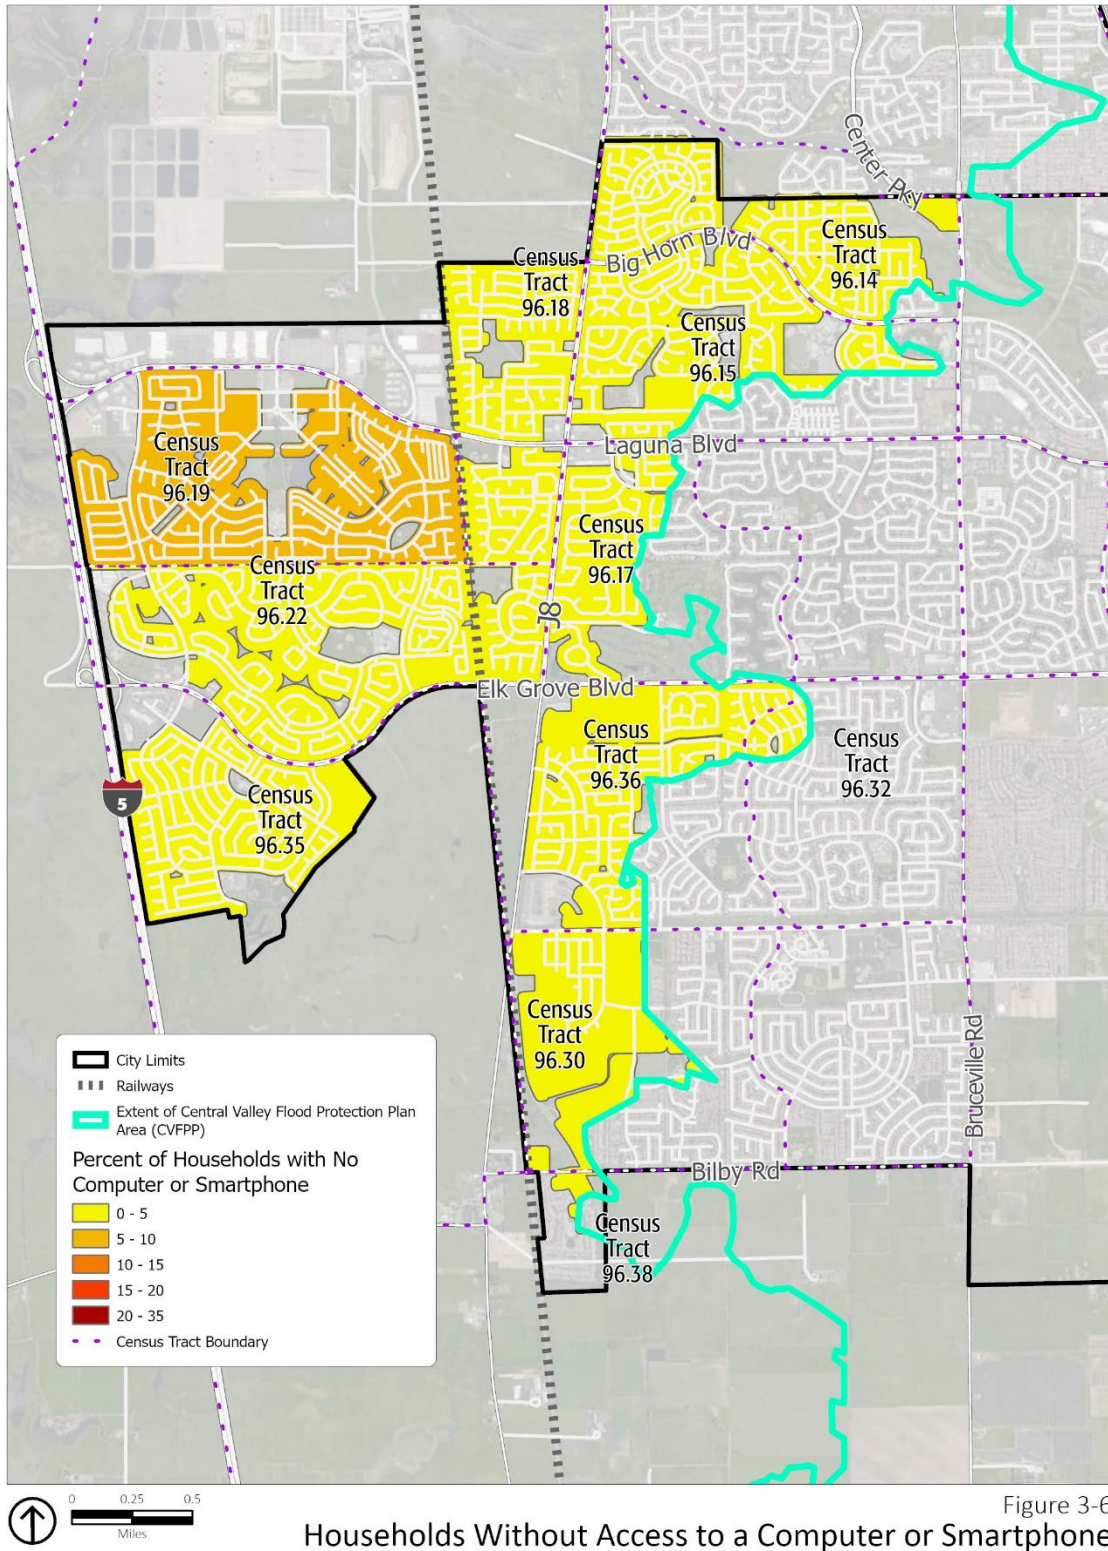 Center Pky
Big Horn Blvd
Census
Tract
96.14
Census
Tract
96.18
Census
Tract
96.15
Laguna Blvd
Census
Tract
96.19
Census
Tract
96.17
Census
Tract
96.22
J8
Elk Grove Blvd
Census
Tract
96.36
Census
Tract
96.32
5
Census
Tract
96.35
Census
Tract
96.30
Bruceville Rd
Bilby Rd
Census
Tract
96.38
City Limits
Railways
Extent of Central Valley Flood Protection Plan
Area (CVFPP)
Percent of Households with No
Computer or Smartphone
0 - 5
5 - 10
10 - 15
15 - 20
20 - 35
Census Tract Boundary
0 0.25 0.5
Miles
Figure 3-6
Households Without Access to a Computer or Smartphone